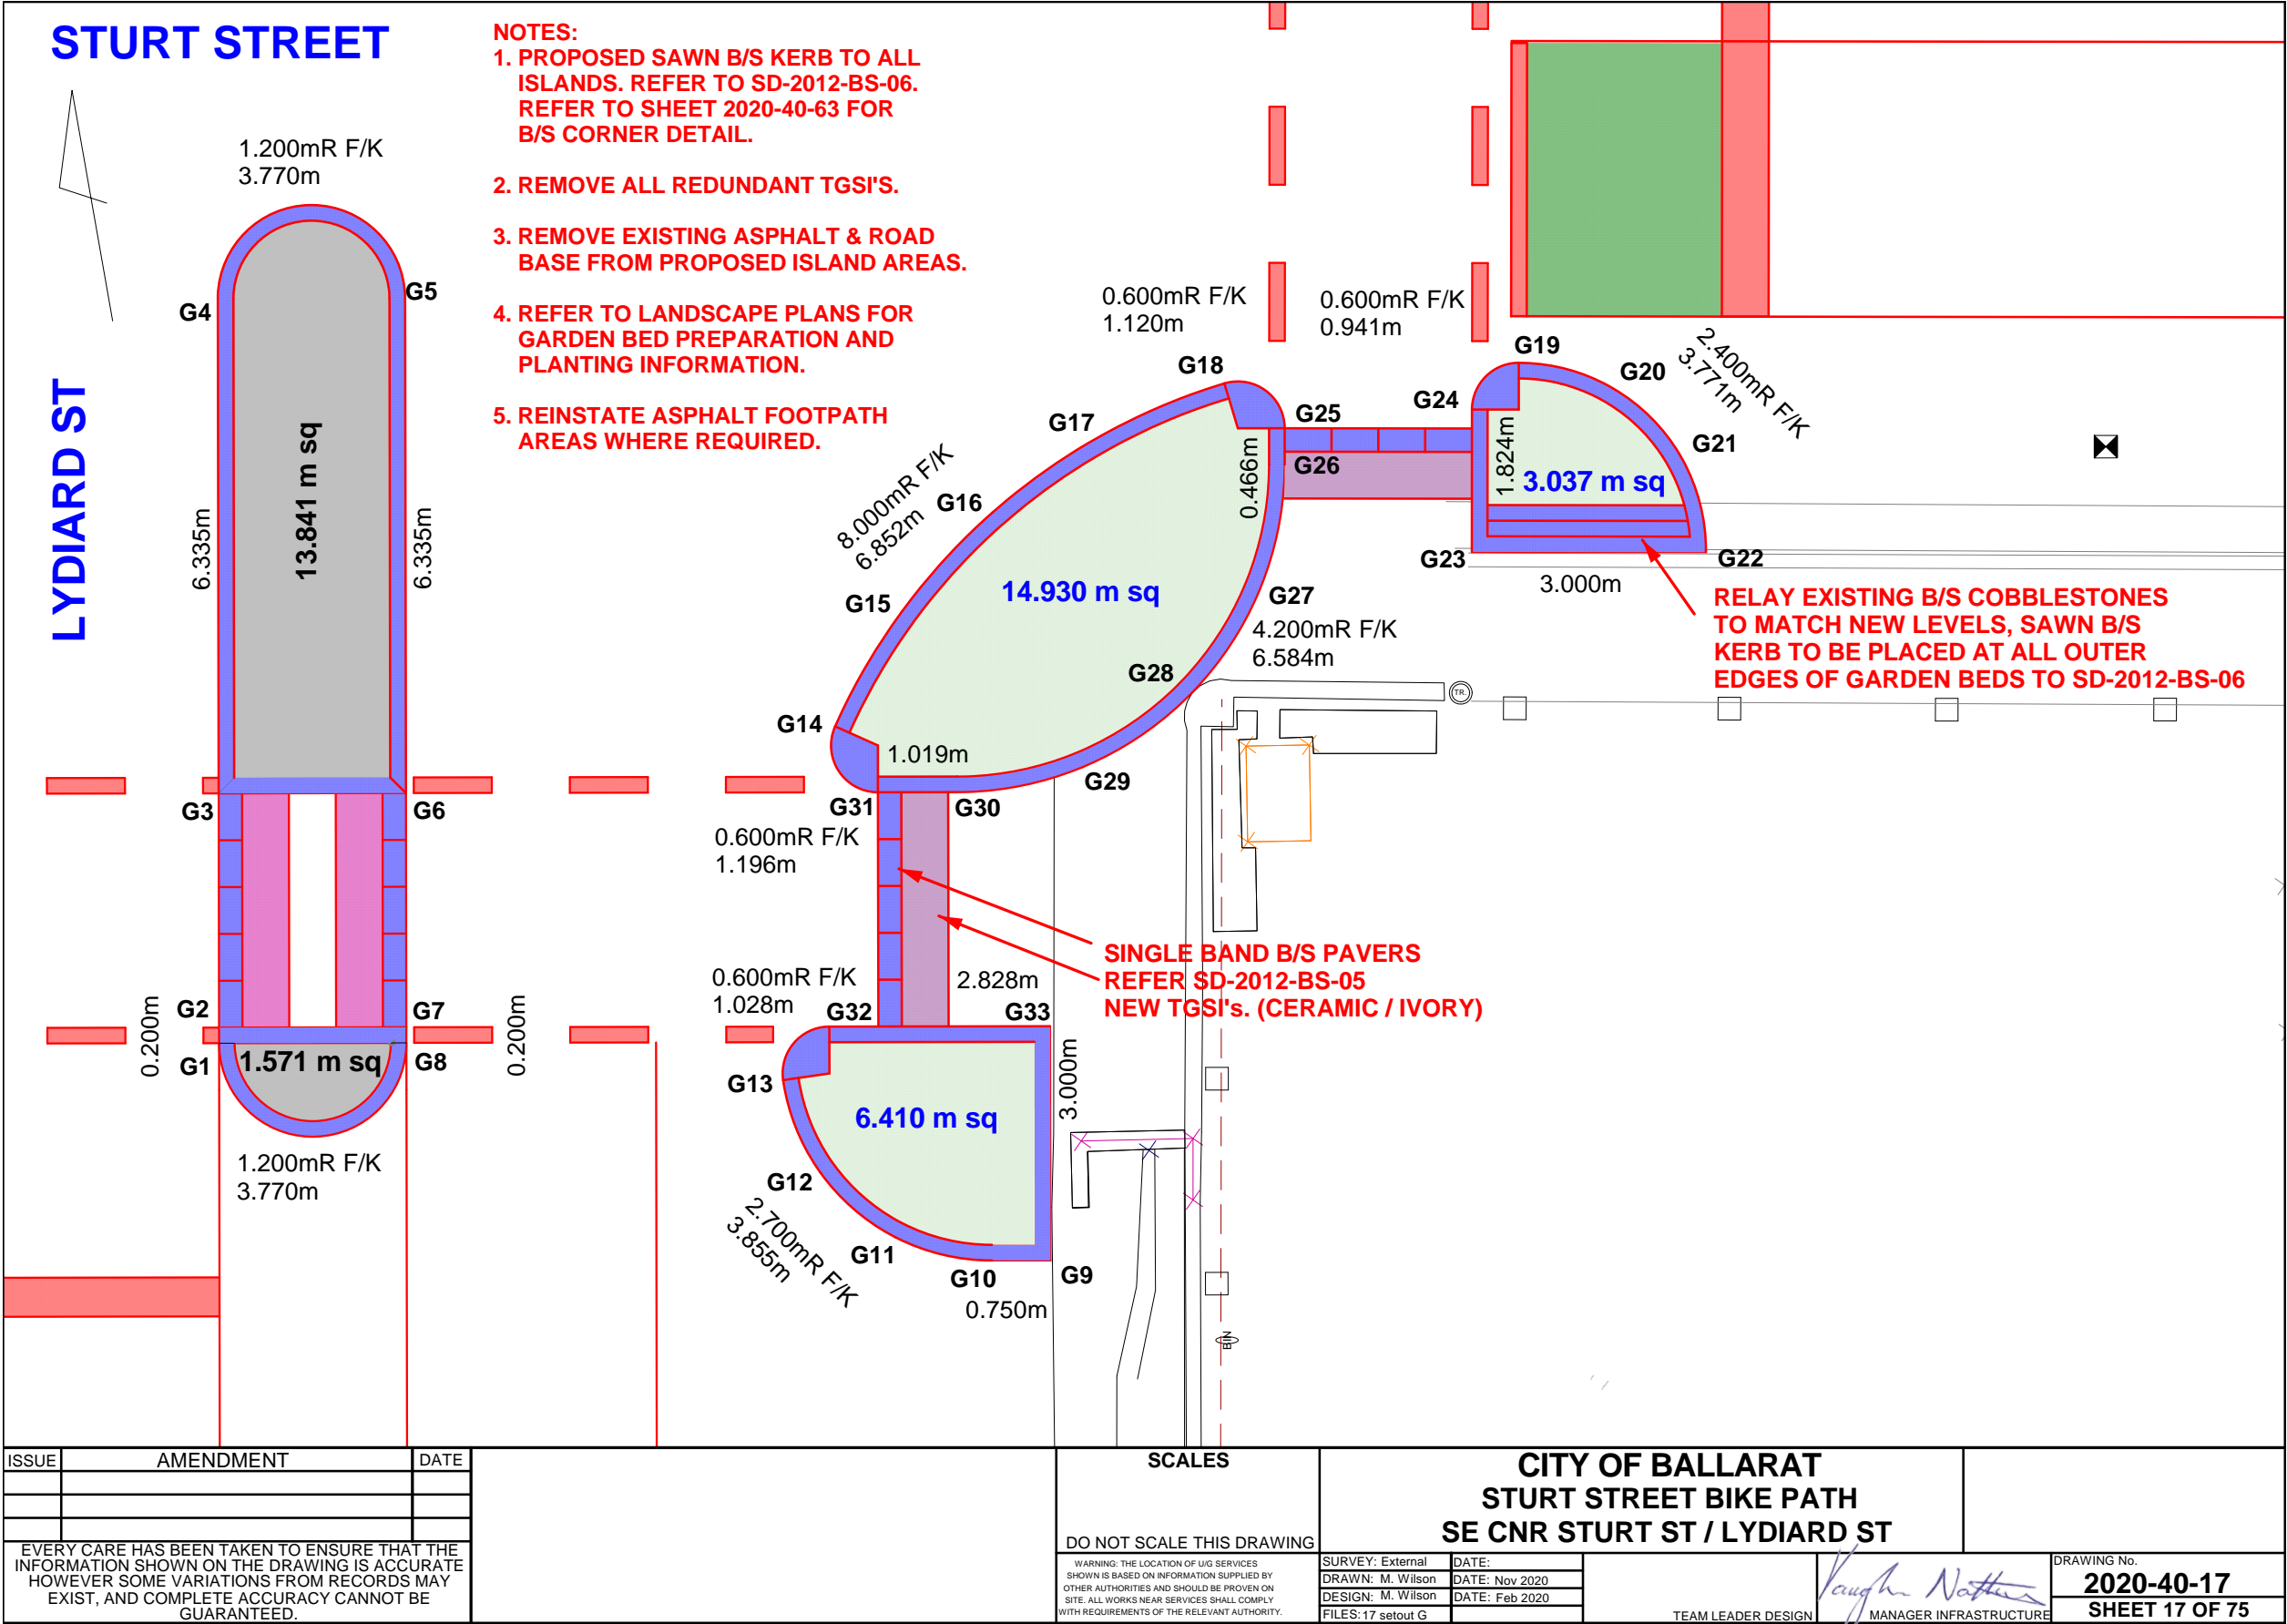 STURT STREET
LYDIARD ST
NOTES:
1. PROPOSED SAWN B/S KERB TO ALL
ISLANDS. REFER TO SD-2012-BS-06.
REFER TO SHEET 2020-40-63 FOR
B/S CORNER DETAIL.
2. REMOVE ALL REDUNDANT TGSI'S.
3. REMOVE EXISTING ASPHALT & ROAD
BASE FROM PROPOSED ISLAND AREAS.
4. REFER TO LANDSCAPE PLANS FOR
GARDEN BED PREPARATION AND
PLANTING INFORMATION.
5. REINSTATE ASPHALT FOOTPATH
AREAS WHERE REQUIRED.
1.200mR F/K
3.770m
G4
G5
6.335m
13.841 m sq
6.335m
G3
G6
G2
G7
0.200m
0.200m
G1
1.571 m sq
G8
1.200mR F/K
3.770m
0.600mR F/K
1.120m
0.600mR F/K
0.941m
G18
G19
G20
2.400mR F/K
3.771m
G17
G25
G24
G21
G26
0.466m
1.824m
3.037 m sq
8.000mR F/K
6.852m
G16
G23
G22
3.000m
G15
14.930 m sq
G27
4.200mR F/K
6.584m
G28
RELAY EXISTING B/S COBBLESTONES
TO MATCH NEW LEVELS, SAWN B/S
KERB TO BE PLACED AT ALL OUTER
EDGES OF GARDEN BEDS TO SD-2012-BS-06
TR.
G14
1.019m
G29
G31
G30
0.600mR F/K
1.196m
SINGLE BAND B/S PAVERS
REFER SD-2012-BS-05
NEW TGSI's. (CERAMIC / IVORY)
0.600mR F/K
1.028m
2.828m
G32
G33
G13
3.000m
6.410 m sq
G12
2.700mR F/K
3.855m
G11
G10
G9
0.750m
BIN
ISSUE
AMENDMENT
DATE
EVERY CARE HAS BEEN TAKEN TO ENSURE THAT THE
INFORMATION SHOWN ON THE DRAWING IS ACCURATE
HOWEVER SOME VARIATIONS FROM RECORDS MAY
EXIST, AND COMPLETE ACCURACY CANNOT BE
GUARANTEED.
SCALES
DO NOT SCALE THIS DRAWING
WARNING: THE LOCATION OF U/G SERVICES
SHOWN IS BASED ON INFORMATION SUPPLIED BY
OTHER AUTHORITIES AND SHOULD BE PROVEN ON
SITE. ALL WORKS NEAR SERVICES SHALL COMPLY
WITH REQUIREMENTS OF THE RELEVANT AUTHORITY.
CITY OF BALLARAT
STURT STREET BIKE PATH
SE CNR STURT ST / LYDIARD ST
SURVEY: External
DATE:
DRAWN: M. Wilson
DATE: Nov 2020
DESIGN: M. Wilson
DATE: Feb 2020
FILES: 17 setout G
TEAM LEADER DESIGN
MANAGER INFRASTRUCTURE
DRAWING No.
2020-40-17
SHEET 17 OF 75